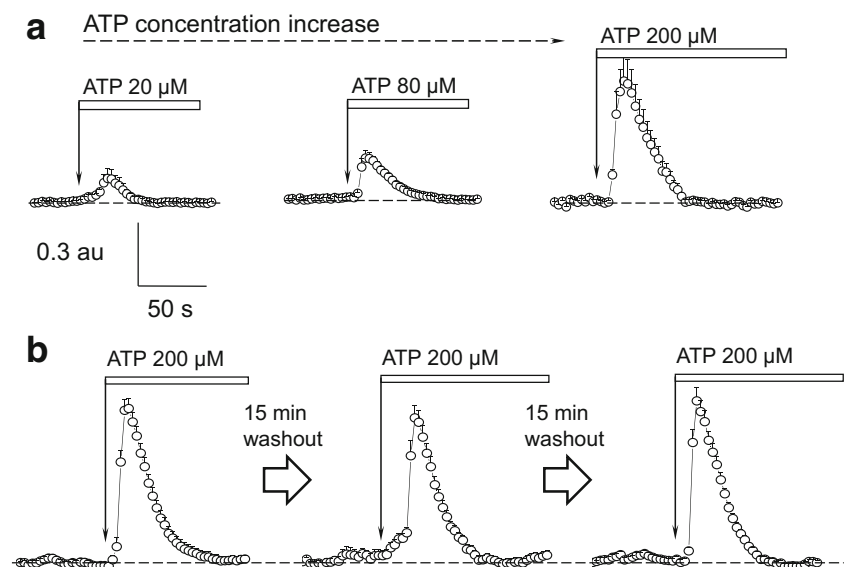 a
ATP concentration increase
ATP 20 µM
ATP 80 µM
ATP 200 µM
0.3 au
50 s
b
ATP 200 µM
15 min
washout
ATP 200 µM
15 min
washout
ATP 200 µM